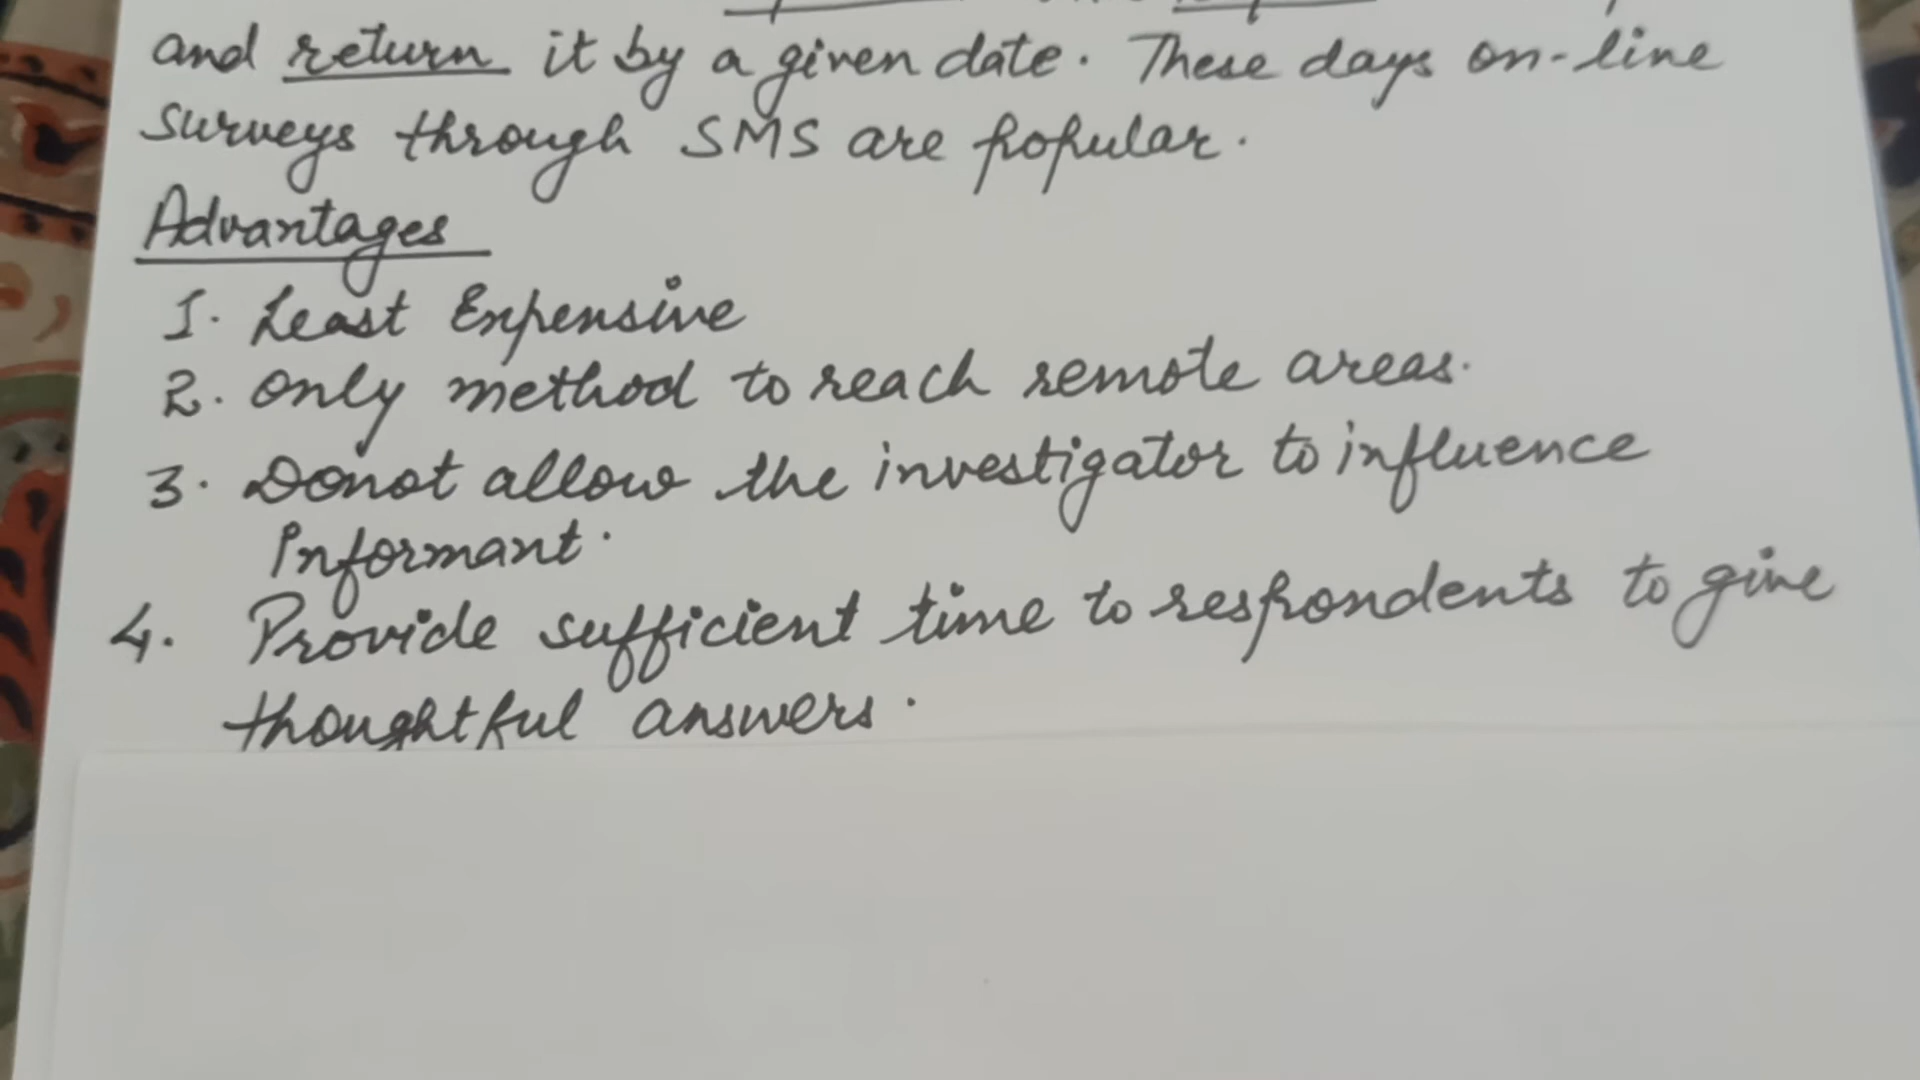 and return it by a given date. These days on-line
surveys through SMS are popular.
Advantages
1. Least Expensive
2. only method to reach remote areas.
3. Donot allow the investigator to influence
Informant.
4. Provide sufficient time to respondents to give
thoughtful answers.